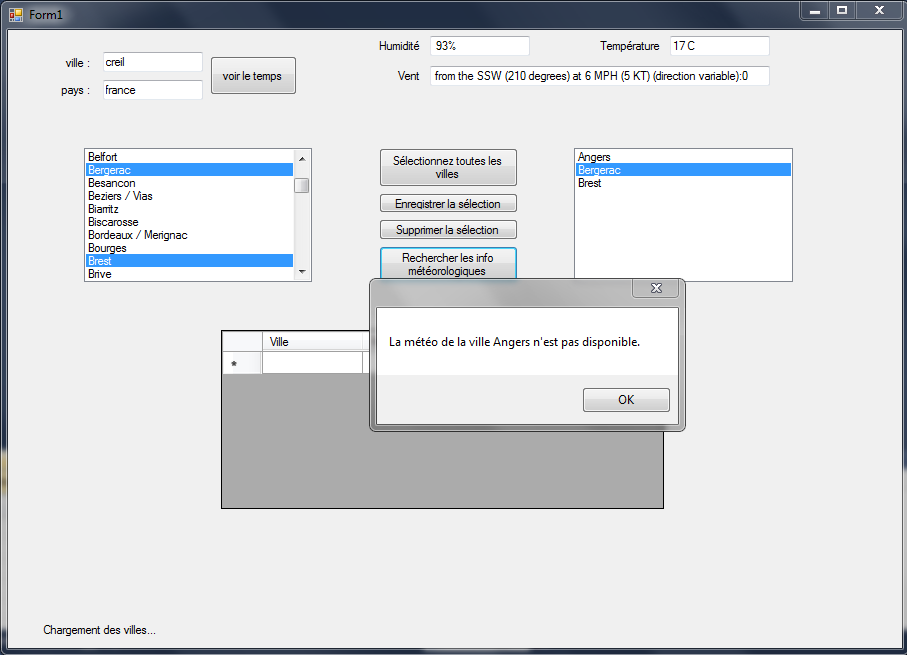 Form1
ville :
creil
pays :
france
voir le temps
Humidité
93%
Température
17 C
Vent
from the SSW (210 degrees) at 6 MPH (5 KT) (direction variable):0
Belfort
Bergerac
Besancon
Beziers / Vias
Biarritz
Biscarosse
Bordeaux / Merignac
Bourges
Brest
Brive
Sélectionnez toutes les
villes
Enregistrer la sélection
Supprimer la sélection
Rechercher les info
météorologiques
Angers
Bergerac
Brest
Ville
*
La météo de la ville Angers n'est pas disponible.
OK
Chargement des villes...